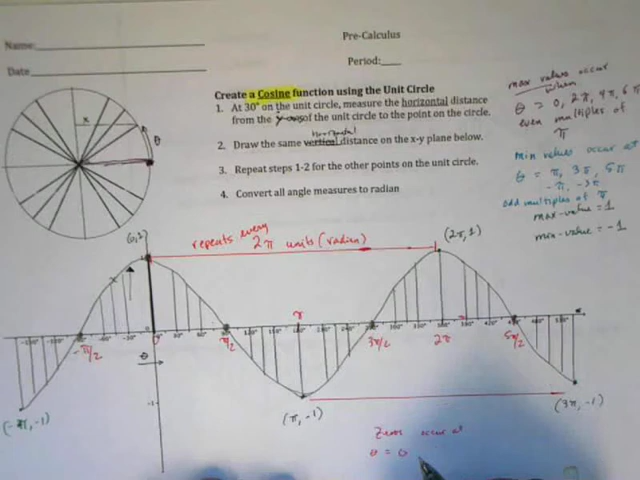 Pre-Calculus
Name:
Period:
Date
Create a Cosine function using the Unit Circle
1. At 30° on the unit circle, measure the horizontal distance
from the y-axis of the unit circle to the point on the circle.
horizontal
2. Draw the same vertical distance on the x-y plane below.
3. Repeat steps 1-2 for the other points on the unit circle.
4. Convert all angle measures to radian
x
θ
max values occur
when
θ = 0, 2π, 4π, 6π
even multiples of
π
min values occur at
θ = π, 3π, 5π
-π, -3π
odd multiples of π
max-value = 1
min-value = -1
repeats every
2π units (radian)
(2π, 1)
x
π
-π/2
π/2
3π/2
2π
5π/2
θ
-1
(-π, -1)
(π, -1)
(3π, -1)
Zeros occur at
θ = 0